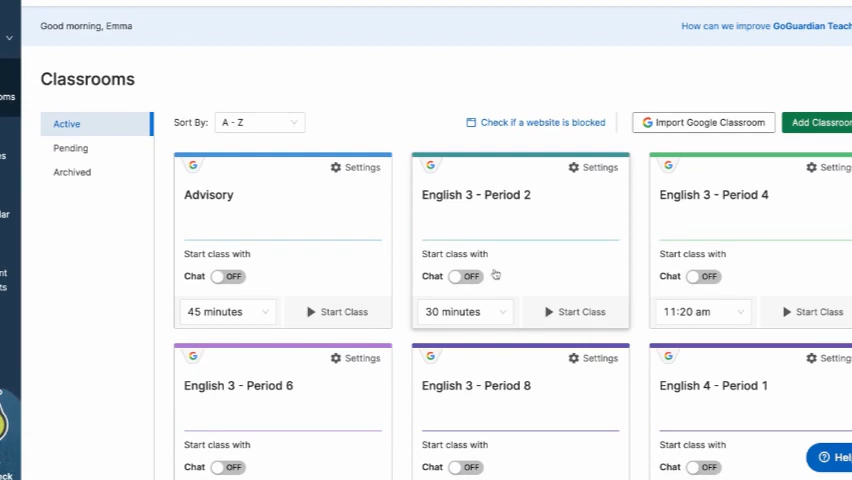 Good morning, Emma
How can we improve GoGuardian Teach
Classrooms
Active
Pending
Archived
Sort By:
A - Z
Check if a website is blocked
Import Google Classroom
Add Classroom
Settings
Advisory
Start class with
Chat OFF
45 minutes
Start Class
Settings
English 3 - Period 2
Start class with
Chat OFF
30 minutes
Start Class
Setting
English 3 - Period 4
Start class with
Chat OFF
11:20 am
Start Class
Settings
English 3 - Period 6
Start class with
Chat OFF
Settings
English 3 - Period 8
Start class with
Chat OFF
Setting
English 4 - Period 1
Start class with
Chat OFF
Hel